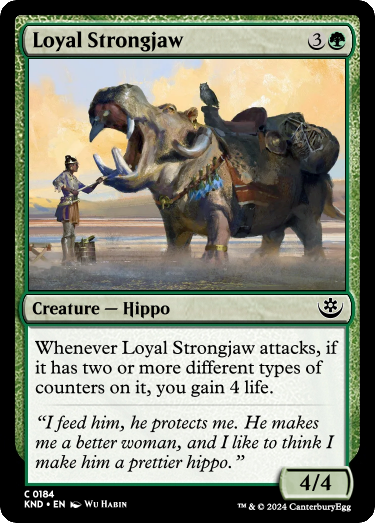 Loyal Strongjaw 3
Creature — Hippo
Whenever Loyal Strongjaw attacks, if
it has two or more different types of
counters on it, you gain 4 life.
“I feed him, he protects me. He makes
me a better woman, and I like to think I
make him a prettier hippo.”
4/4
C 0184
KND • EN Wu Habin
™ & © 2024 CanterburyEgg